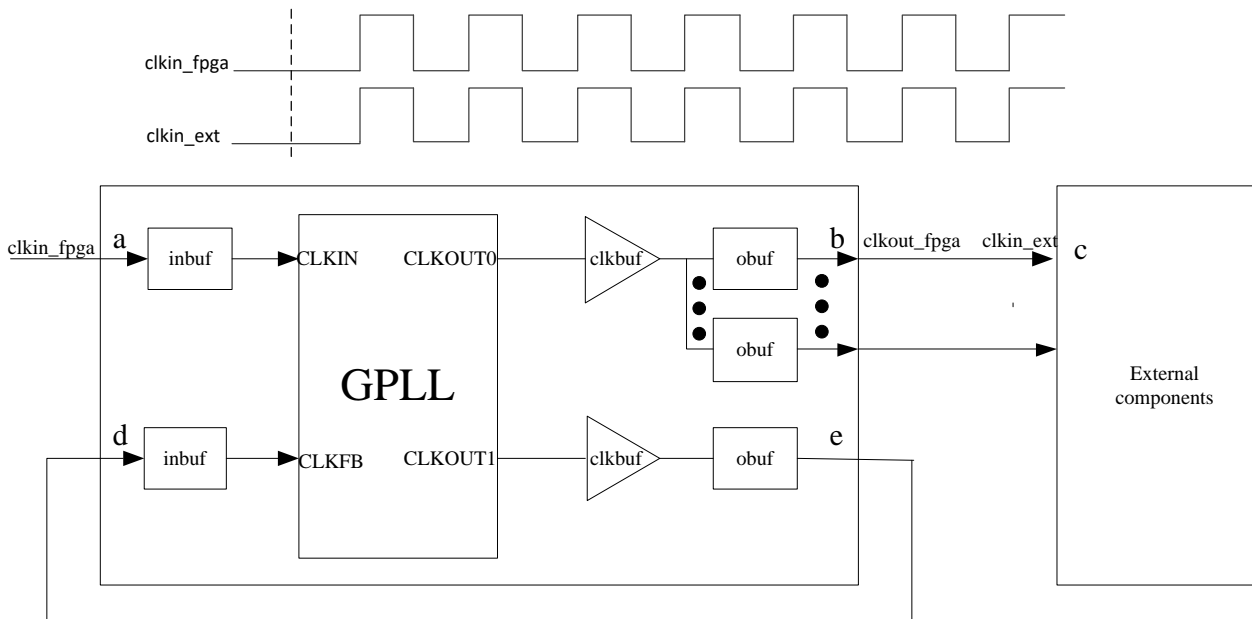 clkin_fpga
clkin_ext
clkin_fpga
a
inbuf
CLKIN
CLKOUT0
clkbuf
obuf
b
clkout_fpga
clkin_ext
c
obuf
GPLL
External
components
d
inbuf
CLKFB
CLKOUT1
clkbuf
obuf
e